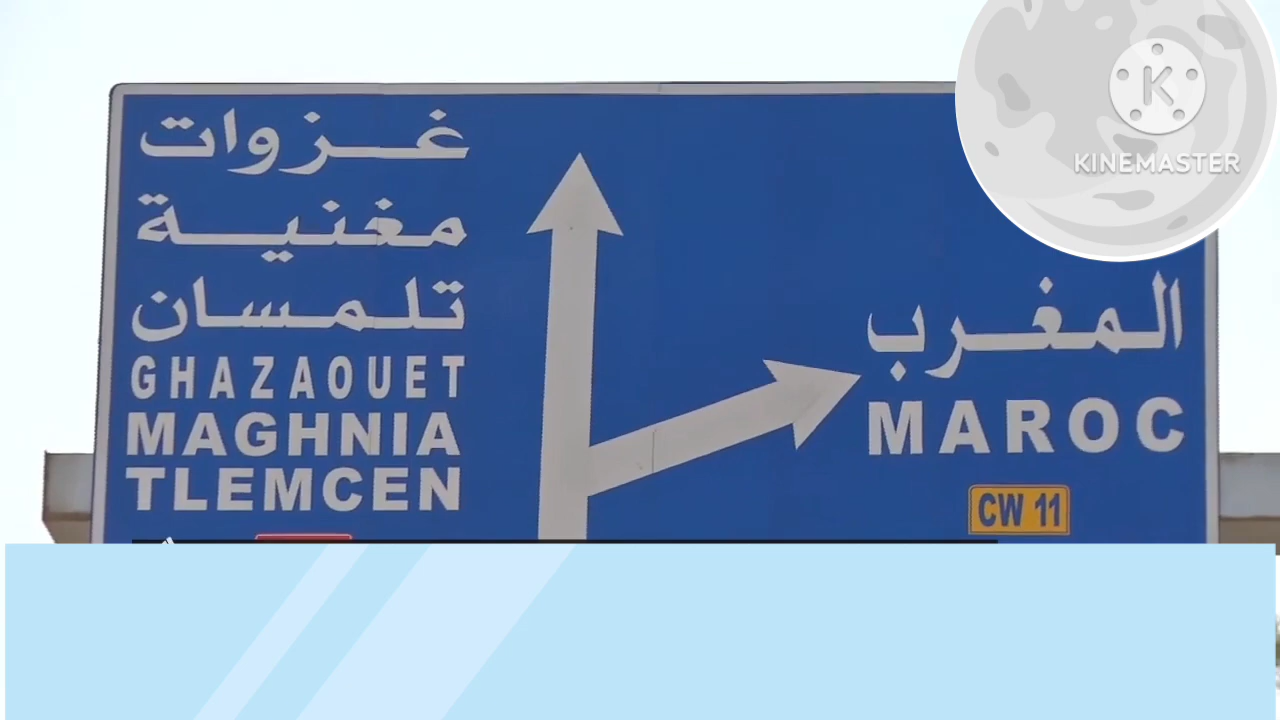 غزوات
مغنية
تلمسان
GHAZAOUET
MAGHNIA
TLEMCEN
المغرب
MAROC
CW 11
K
KINEMASTER